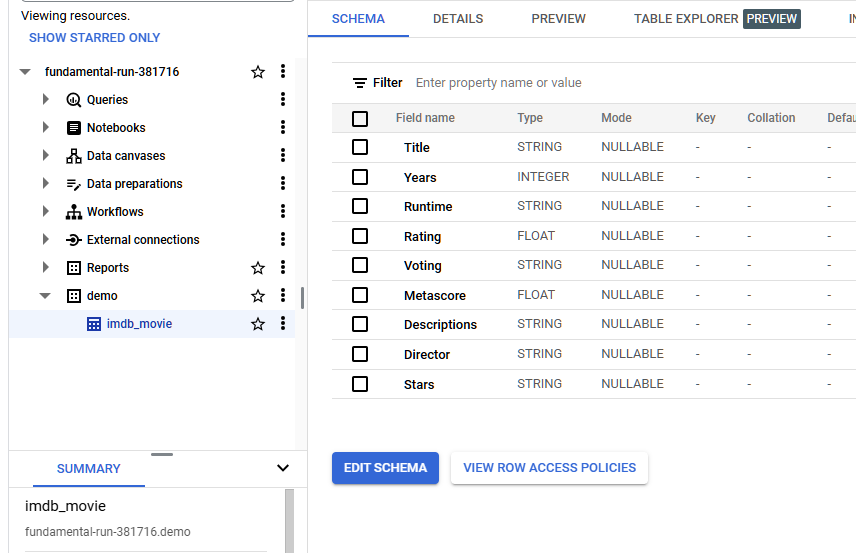 Viewing resources.
SHOW STARRED ONLY
fundamental-run-381716
Queries
Notebooks
Data canvases
Data preparations
Workflows
External connections
Reports
demo
imdb_movie
SUMMARY
imdb_movie
fundamental-run-381716.demo
SCHEMA DETAILS PREVIEW TABLE EXPLORER PREVIEW IN
Filter Enter property name or value
Field name Type Mode Key Collation Defau
Title STRING NULLABLE - - -
Years INTEGER NULLABLE - - -
Runtime STRING NULLABLE - - -
Rating FLOAT NULLABLE - - -
Voting STRING NULLABLE - - -
Metascore FLOAT NULLABLE - - -
Descriptions STRING NULLABLE - - -
Director STRING NULLABLE - - -
Stars STRING NULLABLE - - -
EDIT SCHEMA VIEW ROW ACCESS POLICIES